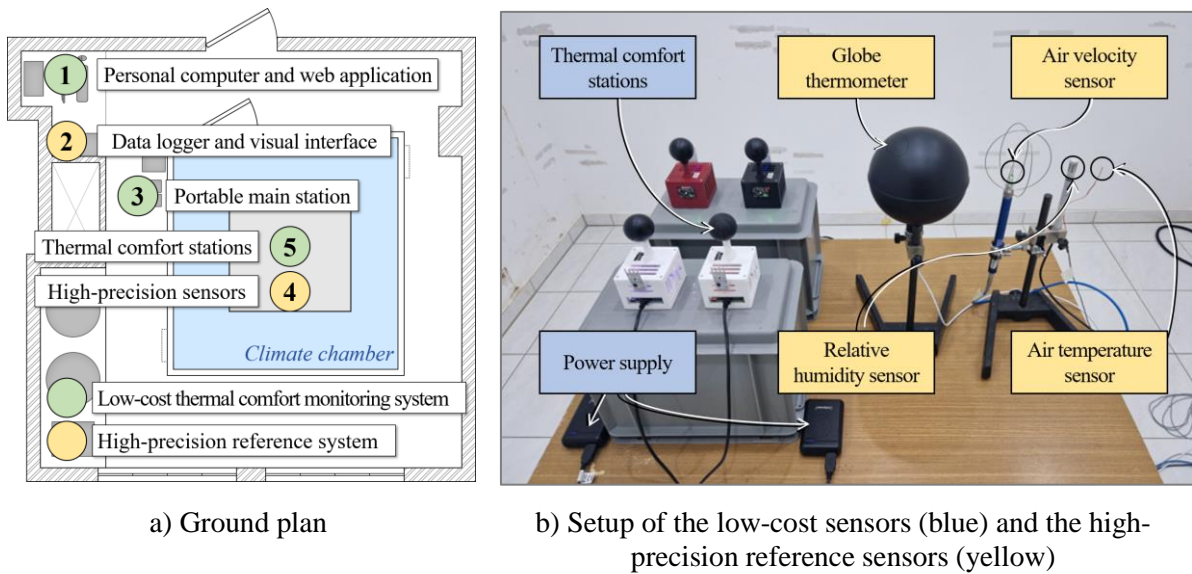 1
Personal computer and web application
2
Data logger and visual interface
3
Portable main station
Thermal comfort stations
5
High-precision sensors
4
Climate chamber
Low-cost thermal comfort monitoring system
High-precision reference system
a) Ground plan
Thermal comfort
stations
Globe
thermometer
Air velocity
sensor
Power supply
Relative
humidity sensor
Air temperature
sensor
b) Setup of the low-cost sensors (blue) and the high-
precision reference sensors (yellow)